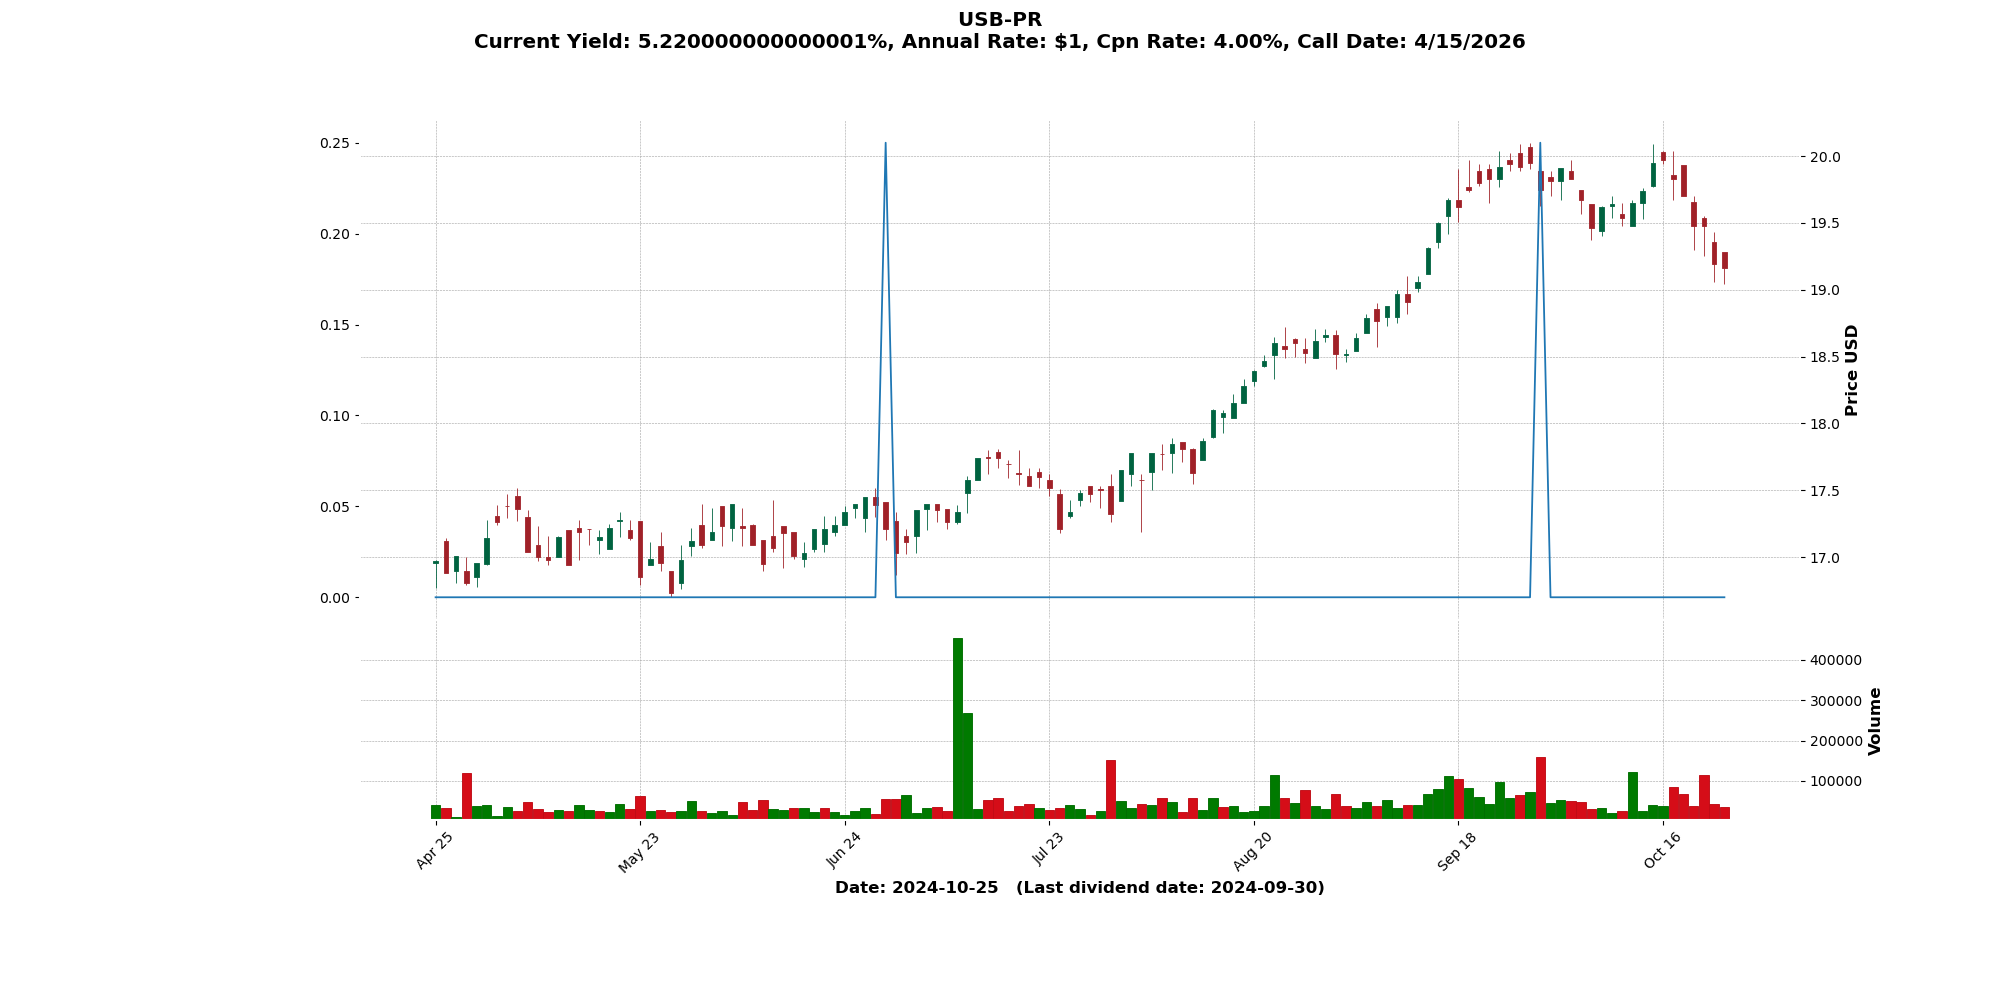 USB-PR
Current Yield: 5.220000000000001%, Annual Rate: $1, Cpn Rate: 4.00%, Call Date: 4/15/2026
0.25
0.20
0.15
0.10
0.05
0.00
20.0
19.5
19.0
18.5
18.0
17.5
17.0
Price USD
400000
300000
200000
100000
Volume
Apr 25
May 23
Jun 24
Jul 23
Aug 20
Sep 18
Oct 16
Date: 2024-10-25 (Last dividend date: 2024-09-30)